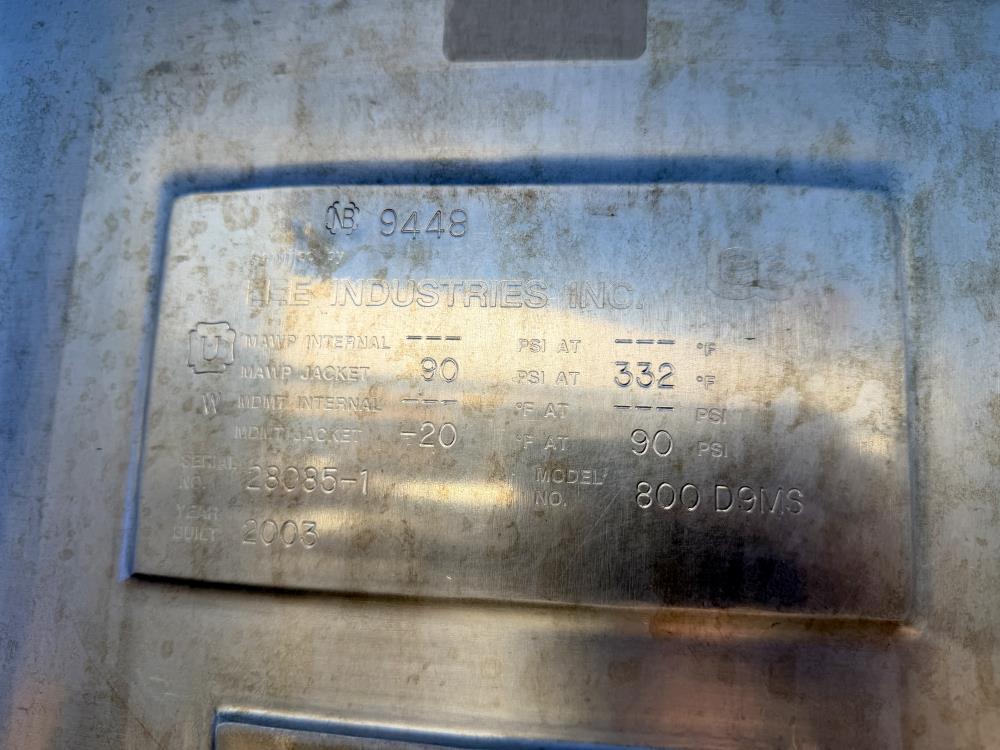 NB 9448
LEE INDUSTRIES INC.
U MAWP INTERNAL --- PSI AT --- °F
MAWP JACKET 90 PSI AT 332 °F
W MDMT INTERNAL --- °F AT --- PSI
MDMT JACKET -20 °F AT 90 PSI
SERIAL NO. 28085-1 MODEL NO. 800 D9MS
YEAR BUILT 2003